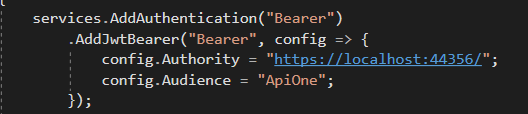 services.AddAuthentication("Bearer")
.AddJwtBearer("Bearer", config => {
config.Authority = "https://localhost:44356/";
config.Audience = "ApiOne";
});